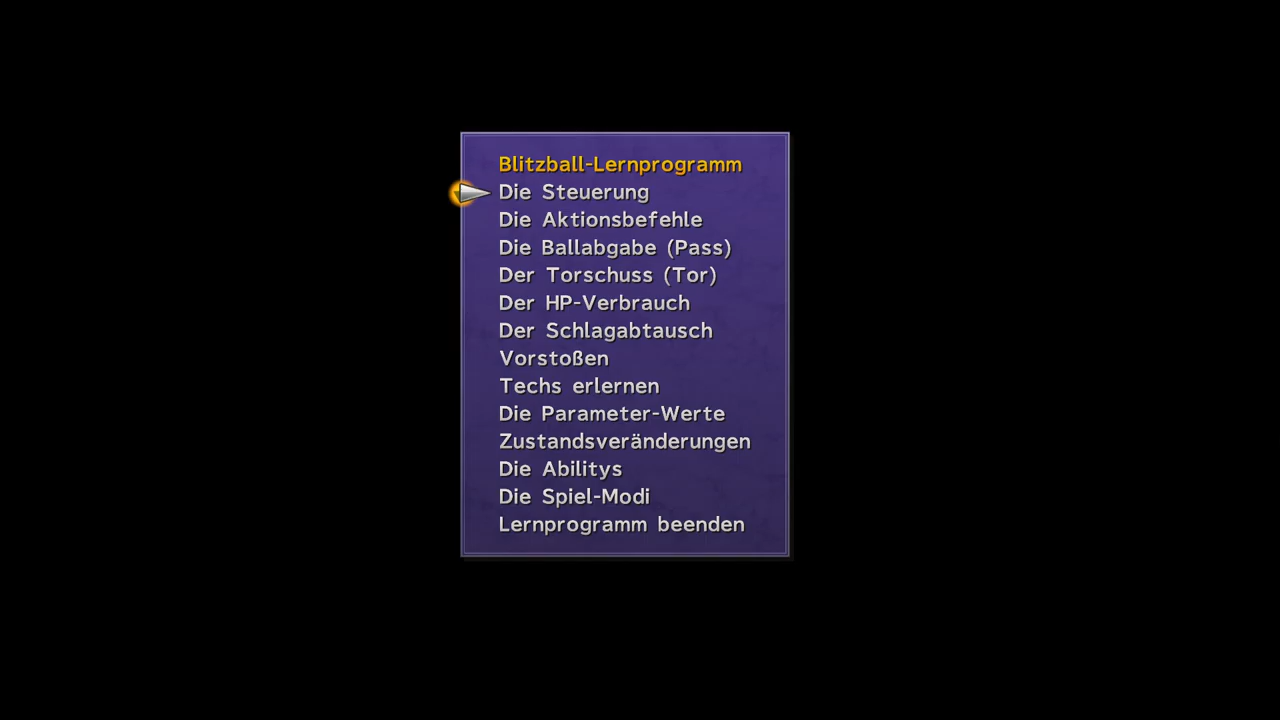 Blitzball-Lernprogramm
Die Steuerung
Die Aktionsbefehle
Die Ballabgabe (Pass)
Der Torschuss (Tor)
Der HP-Verbrauch
Der Schlagabtausch
Vorstoßen
Techs erlernen
Die Parameter-Werte
Zustandsveränderungen
Die Abilitys
Die Spiel-Modi
Lernprogramm beenden